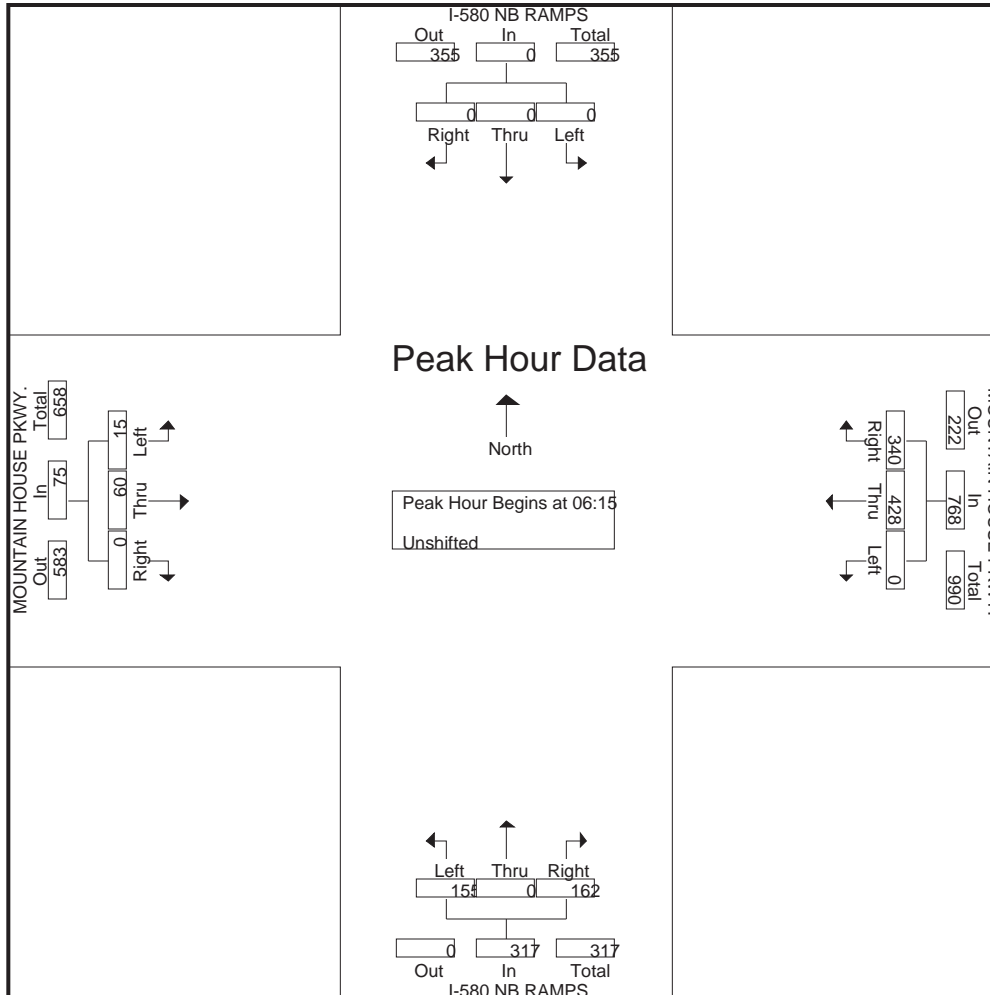 I-580 NB RAMPS
Out In Total
355 0 355
0 0 0
Right Thru Left
Peak Hour Data
North
Peak Hour Begins at 06:15
Unshifted
MOUNTAIN HOUSE PKWY.
Out In Total
583 75 658
15 60 0
Left Thru Right
Right Thru Left
340 428 0
Out In Total
222 768 990
Left Thru Right
155 0 162
0 317 317
Out In Total
I-580 NB RAMPS